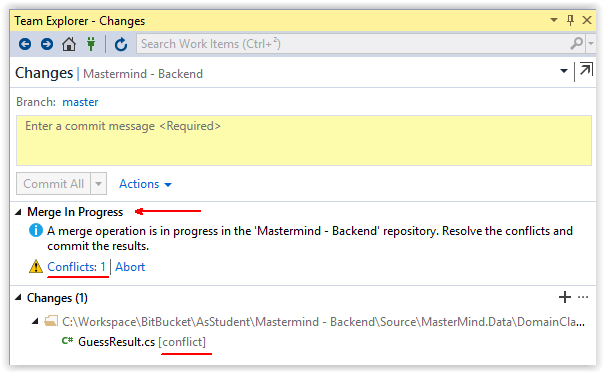 Team Explorer - Changes
Search Work Items (Ctrl+²)
Changes | Mastermind - Backend
Branch: master
Enter a commit message <Required>
Commit All Actions
Merge In Progress
A merge operation is in progress in the 'Mastermind - Backend' repository. Resolve the conflicts and
commit the results.
Conflicts: 1 | Abort
Changes (1)
C:\Workspace\BitBucket\AsStudent\Mastermind - Backend\Source\MasterMind.Data\DomainCla...
C# GuessResult.cs [conflict]